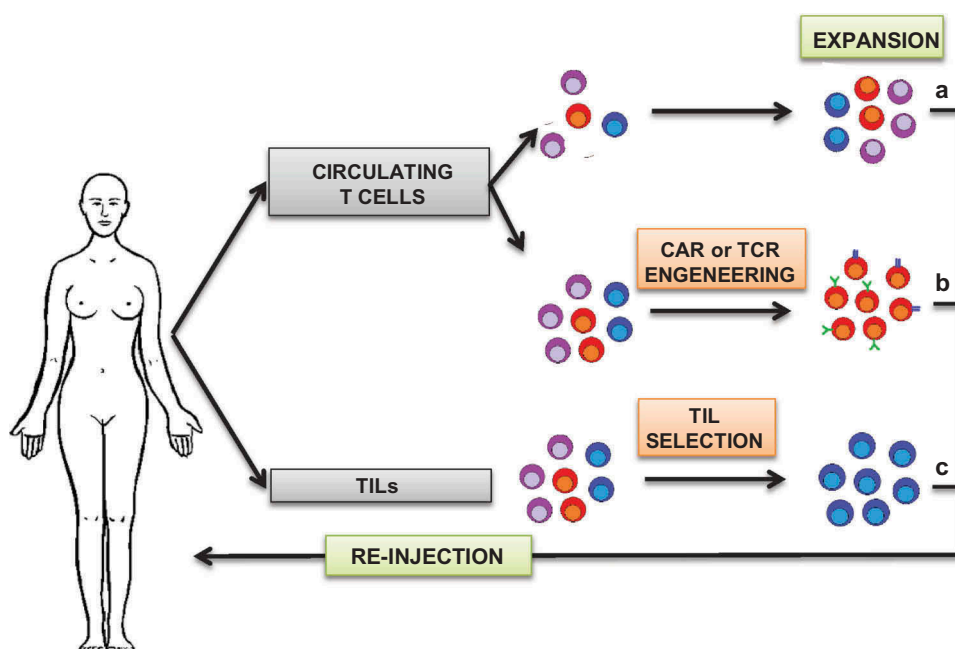 EXPANSION
a
CIRCULATING
T CELLS
CAR or TCR
ENGENEERING
b
TIL
SELECTION
c
TILs
RE-INJECTION